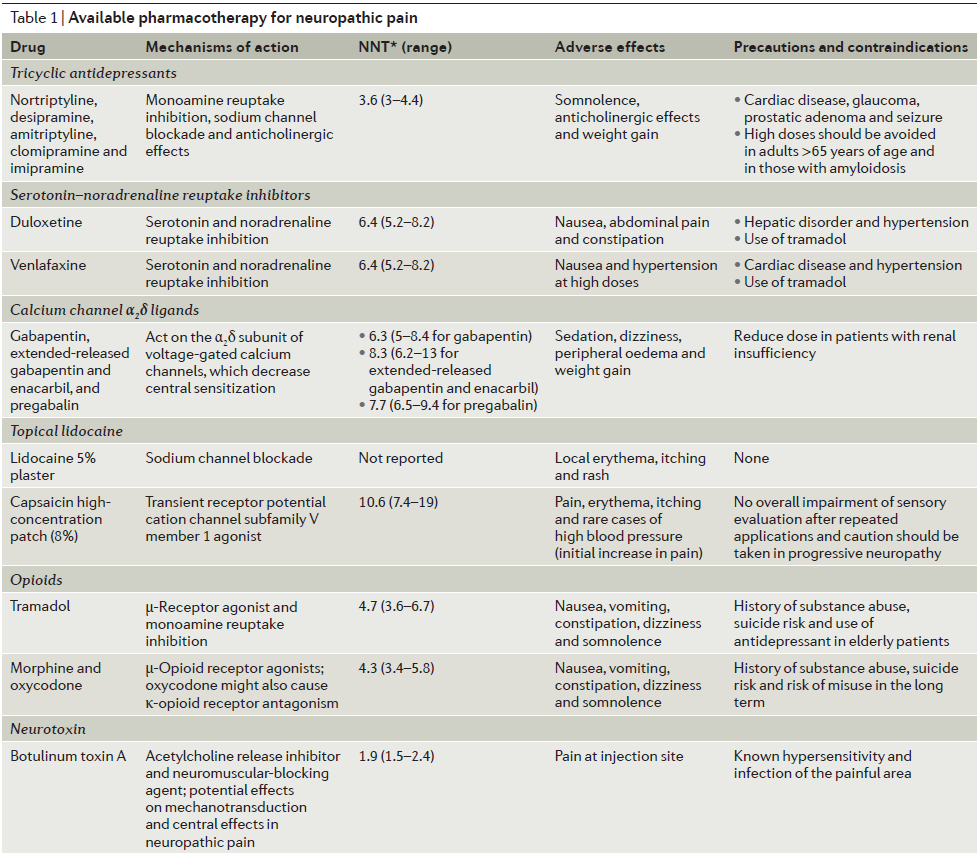 Table 1 | Available pharmacotherapy for neuropathic pain
Drug Mechanisms of action NNT* (range) Adverse effects Precautions and contraindications
Tricyclic antidepressants
Nortriptyline, desipramine, amitriptyline, clomipramine and imipramine
Monoamine reuptake inhibition, sodium channel blockade and anticholinergic effects
3.6 (3–4.4)
Somnolence, anticholinergic effects and weight gain
• Cardiac disease, glaucoma, prostatic adenoma and seizure
• High doses should be avoided in adults >65 years of age and in those with amyloidosis
Serotonin–noradrenaline reuptake inhibitors
Duloxetine
Serotonin and noradrenaline reuptake inhibition
6.4 (5.2–8.2)
Nausea, abdominal pain and constipation
• Hepatic disorder and hypertension
• Use of tramadol
Venlafaxine
Serotonin and noradrenaline reuptake inhibition
6.4 (5.2–8.2)
Nausea and hypertension at high doses
• Cardiac disease and hypertension
• Use of tramadol
Calcium channel α₂δ ligands
Gabapentin, extended-released gabapentin and enacarbil, and pregabalin
Act on the α₂δ subunit of voltage-gated calcium channels, which decrease central sensitization
• 6.3 (5–8.4 for gabapentin)
• 8.3 (6.2–13 for extended-released gabapentin and enacarbil)
• 7.7 (6.5–9.4 for pregabalin)
Sedation, dizziness, peripheral oedema and weight gain
Reduce dose in patients with renal insufficiency
Topical lidocaine
Lidocaine 5% plaster
Sodium channel blockade
Not reported
Local erythema, itching and rash
None
Capsaicin high-concentration patch (8%)
Transient receptor potential cation channel subfamily V member 1 agonist
10.6 (7.4–19)
Pain, erythema, itching and rare cases of high blood pressure (initial increase in pain)
No overall impairment of sensory evaluation after repeated applications and caution should be taken in progressive neuropathy
Opioids
Tramadol
μ-Receptor agonist and monoamine reuptake inhibition
4.7 (3.6–6.7)
Nausea, vomiting, constipation, dizziness and somnolence
History of substance abuse, suicide risk and use of antidepressant in elderly patients
Morphine and oxycodone
μ-Opioid receptor agonists; oxycodone might also cause κ-opioid receptor antagonism
4.3 (3.4–5.8)
Nausea, vomiting, constipation, dizziness and somnolence
History of substance abuse, suicide risk and risk of misuse in the long term
Neurotoxin
Botulinum toxin A
Acetylcholine release inhibitor and neuromuscular-blocking agent; potential effects on mechanotransduction and central effects in neuropathic pain
1.9 (1.5–2.4)
Pain at injection site
Known hypersensitivity and infection of the painful area